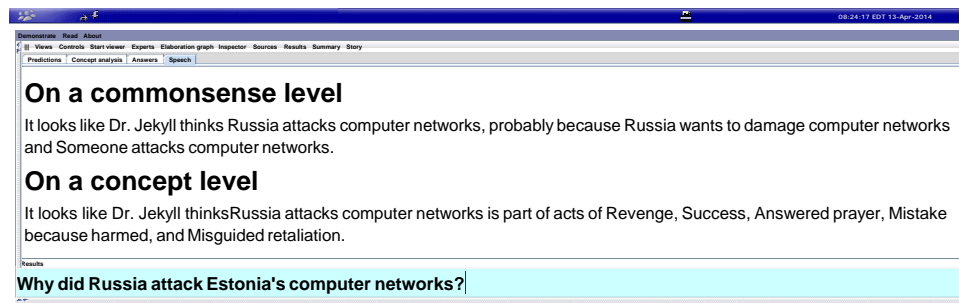 08:24:17 EDT 13-Apr-2014
Demonstrate Read About
||| Views Controls Start viewer Experts Elaboration graph Inspector Sources Results Summary Story
Predictions Concept analysis Answers Speech
On a commonsense level
It looks like Dr. Jekyll thinks Russia attacks computer networks, probably because Russia wants to damage computer networks
and Someone attacks computer networks.
On a concept level
It looks like Dr. Jekyll thinksRussia attacks computer networks is part of acts of Revenge, Success, Answered prayer, Mistake
because harmed, and Misguided retaliation.
Results
Why did Russia attack Estonia's computer networks?